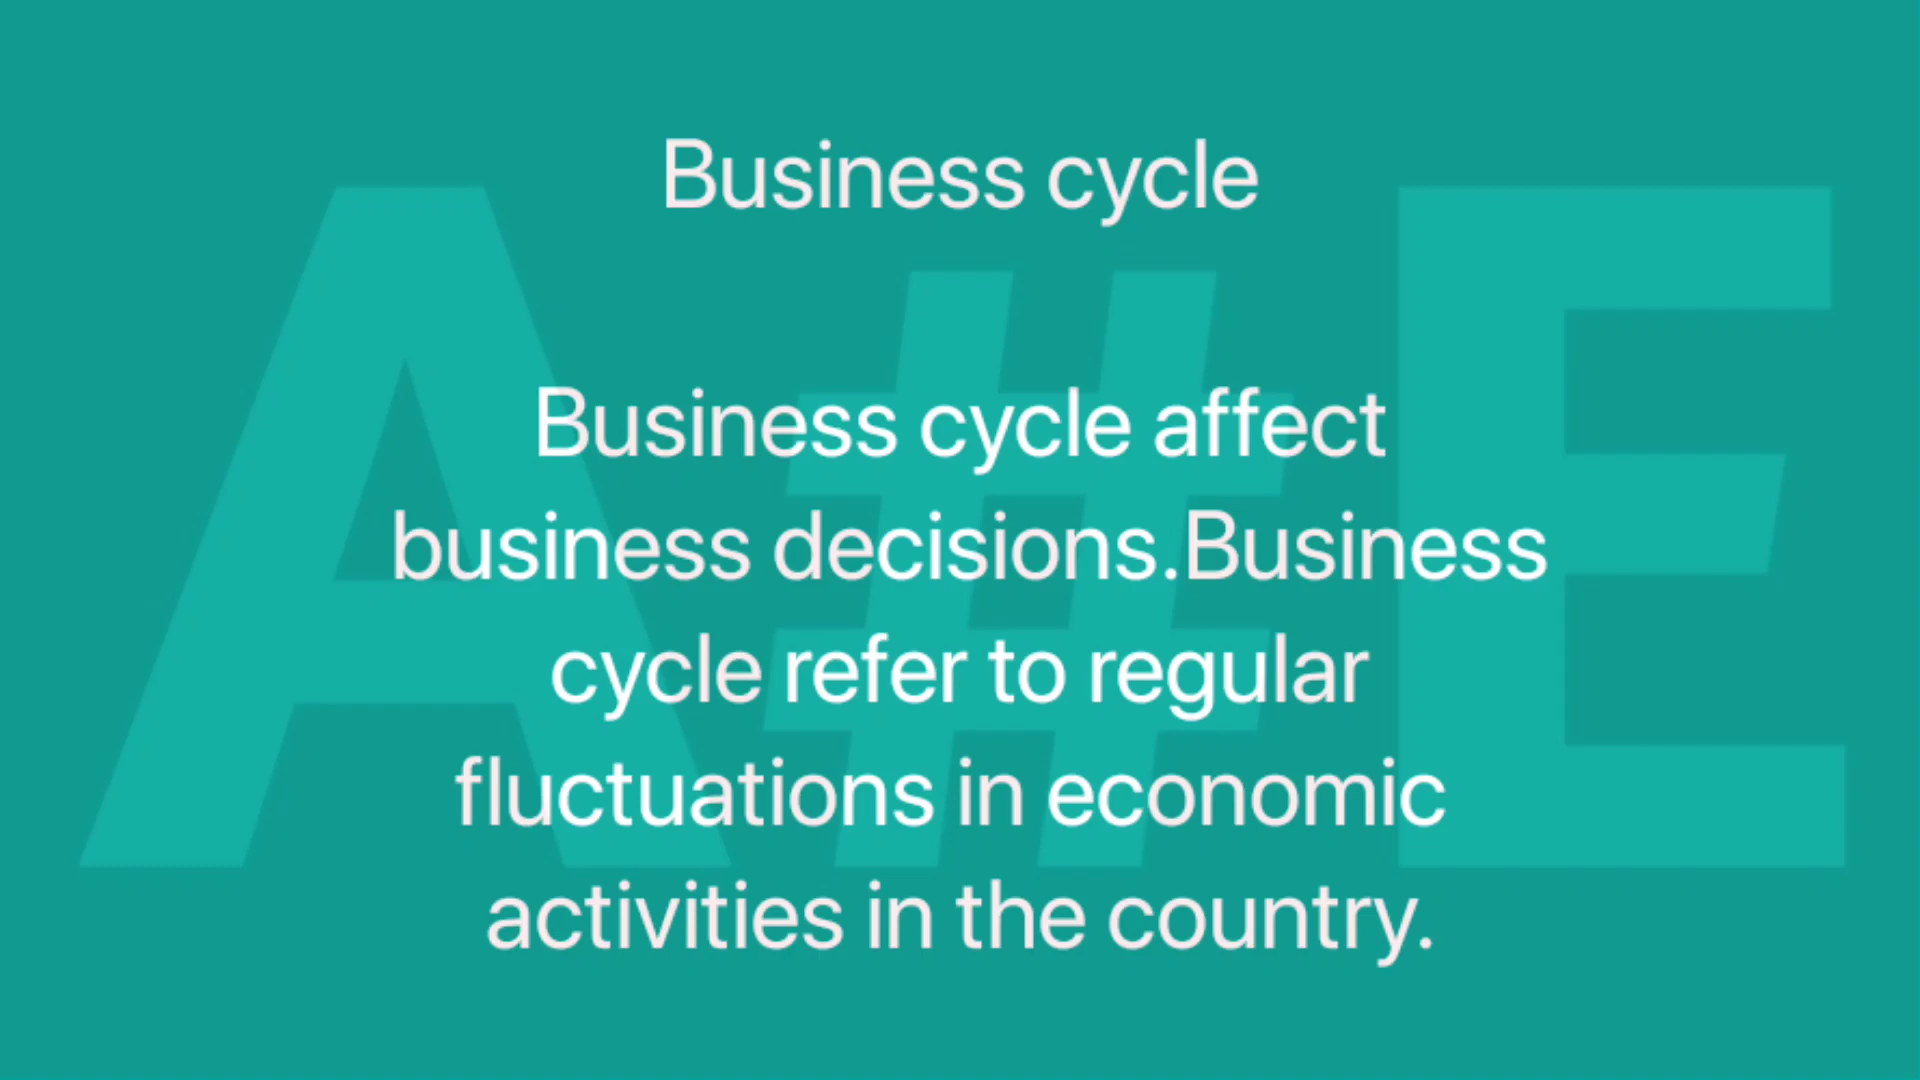 Business cycle
A#E
Business cycle affect
business decisions.Business
cycle refer to regular
fluctuations in economic
activities in the country.